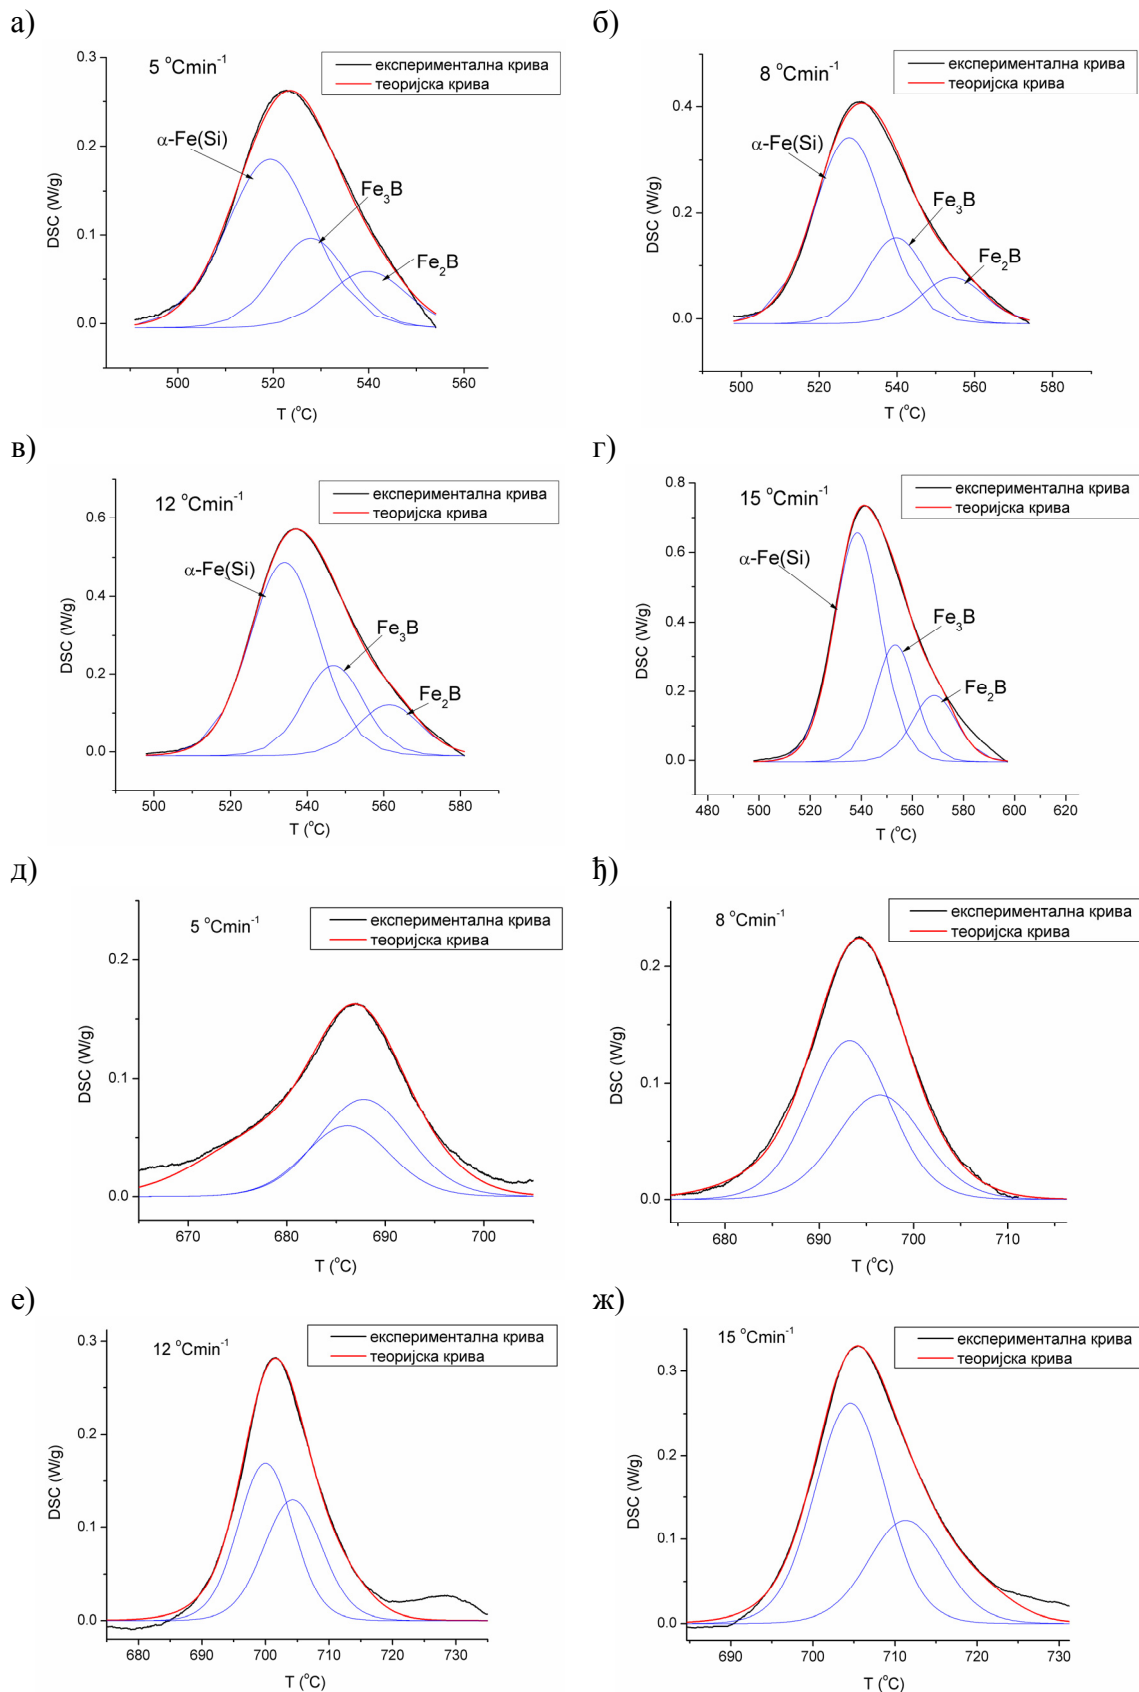 а)
5 °Cmin⁻¹
експериментална крива
теоријска крива
α-Fe(Si)
Fe₃B
Fe₂B
DSC (W/g)
0.3
0.2
0.1
0.0
500 520 540 560
T (°C)
б)
8 °Cmin⁻¹
експериментална крива
теоријска крива
α-Fe(Si)
Fe₃B
Fe₂B
DSC (W/g)
0.4
0.2
0.0
500 520 540 560 580
T (°C)
в)
12 °Cmin⁻¹
експериментална крива
теоријска крива
α-Fe(Si)
Fe₃B
Fe₂B
DSC (W/g)
0.6
0.4
0.2
0.0
500 520 540 560 580
T (°C)
г)
15 °Cmin⁻¹
експериментална крива
теоријска крива
α-Fe(Si)
Fe₃B
Fe₂B
DSC (W/g)
0.8
0.6
0.4
0.2
0.0
480 500 520 540 560 580 600 620
T (°C)
д)
5 °Cmin⁻¹
експериментална крива
теоријска крива
DSC (W/g)
0.2
0.1
0.0
670 680 690 700
T (°C)
ђ)
8 °Cmin⁻¹
експериментална крива
теоријска крива
DSC (W/g)
0.2
0.1
0.0
680 690 700 710
T (°C)
е)
12 °Cmin⁻¹
експериментална крива
теоријска крива
DSC (W/g)
0.3
0.2
0.1
0.0
680 690 700 710 720 730
T (°C)
ж)
15 °Cmin⁻¹
експериментална крива
теоријска крива
DSC (W/g)
0.3
0.2
0.1
0.0
690 700 710 720 730
T (°C)